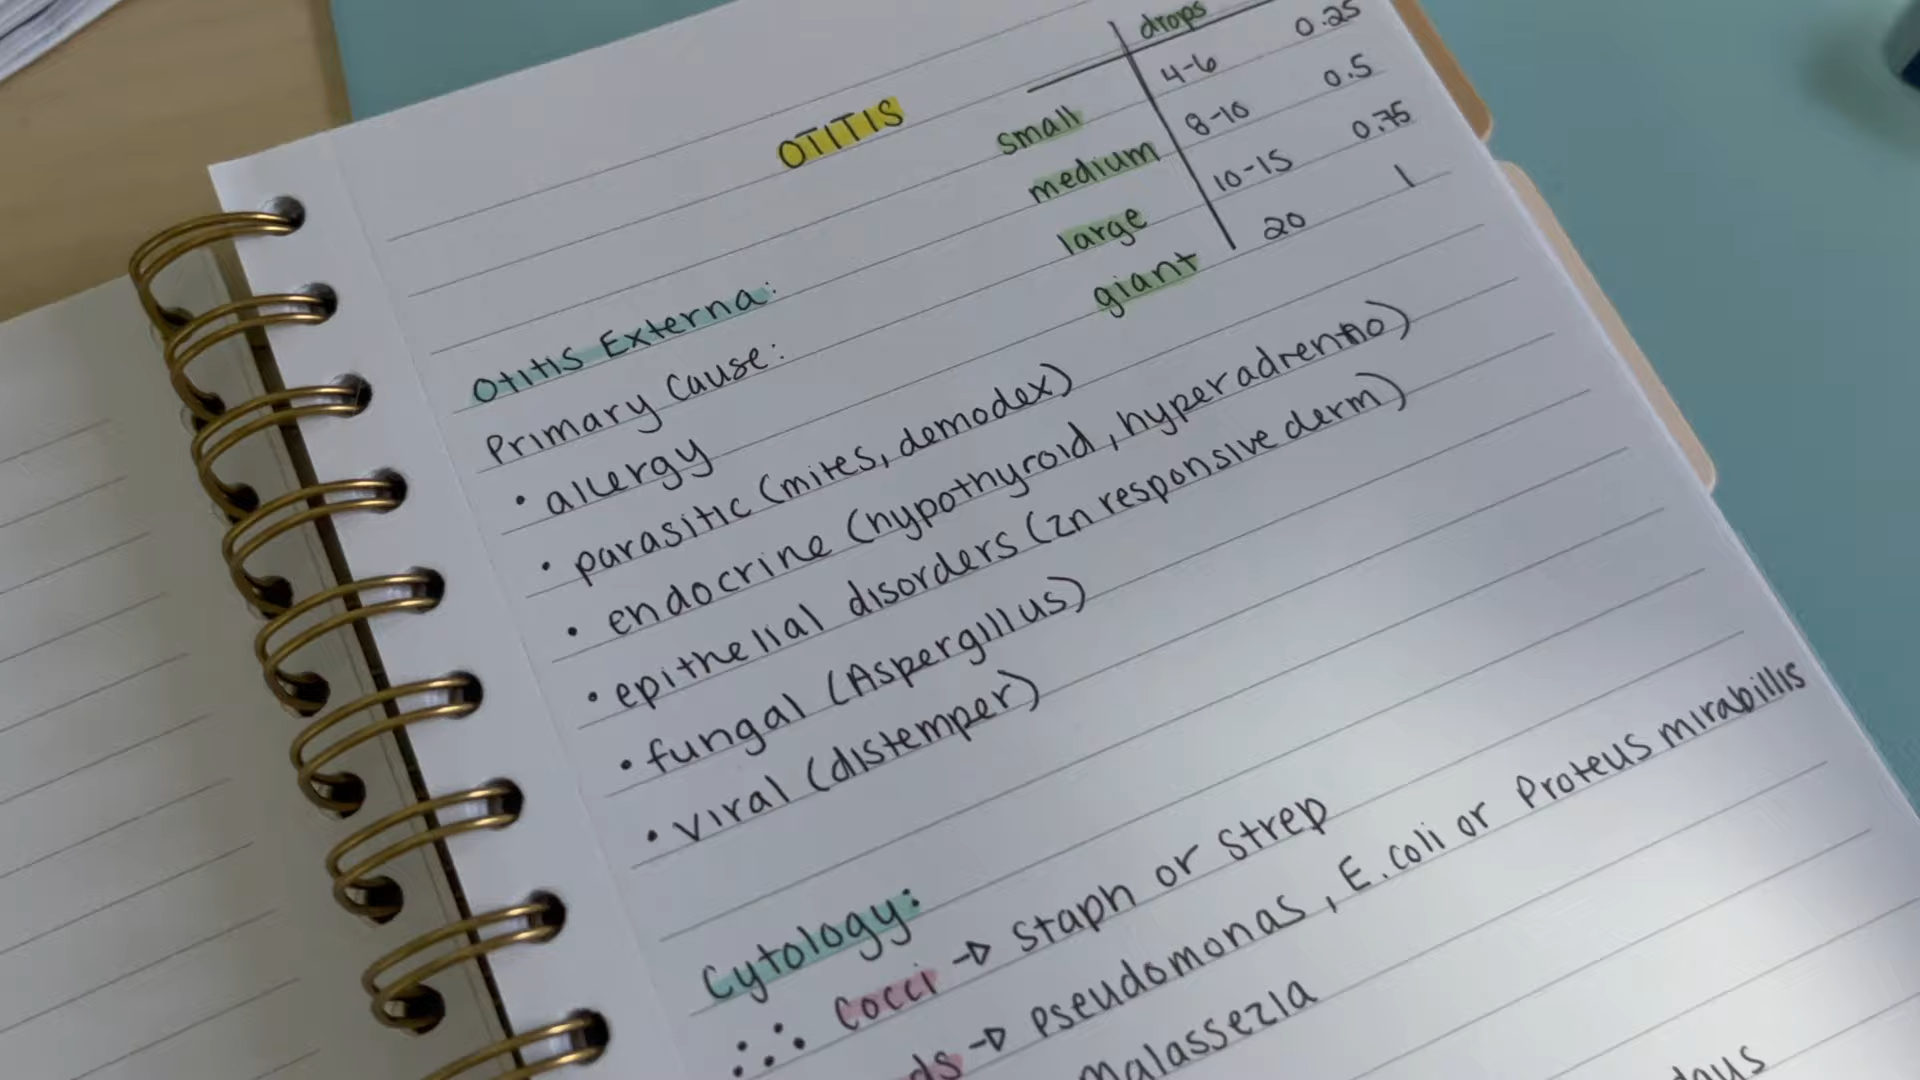 drops
OTITIS
small 4-6 0.25
medium 8-10 0.5
large 10-15 0.75
giant 20 1
Otitis Externa:
Primary Cause:
• allergy
• parasitic (mites, demodex)
• endocrine (hypothyroid, hyperadreno)
• epithelial disorders (Zn responsive derm)
• fungal (Aspergillus)
• viral (distemper)
Cytology:
Cocci → staph or strep
ds → pseudomonas, E. coli or Proteus mirabillis
Malassezia